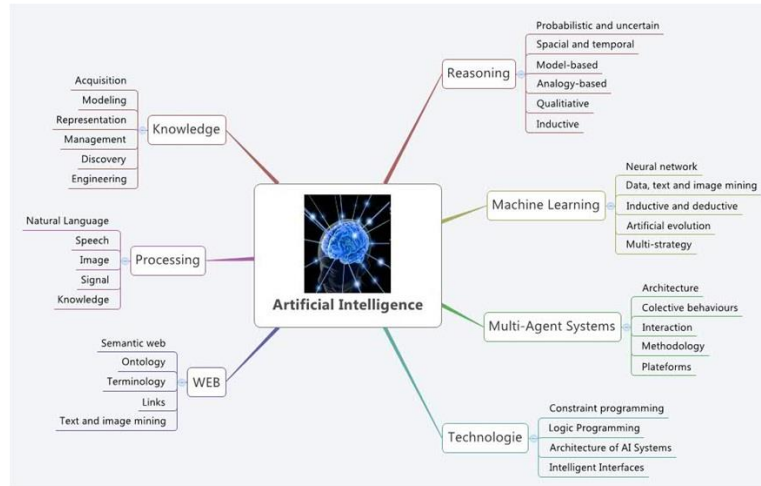 Artificial Intelligence
Reasoning
Probabilistic and uncertain
Spacial and temporal
Model-based
Analogy-based
Qualitiative
Inductive
Machine Learning
Neural network
Data, text and image mining
Inductive and deductive
Artificial evolution
Multi-strategy
Multi-Agent Systems
Architecture
Colective behaviours
Interaction
Methodology
Plateforms
Technologie
Constraint programming
Logic Programming
Architecture of AI Systems
Intelligent Interfaces
Knowledge
Acquisition
Modeling
Representation
Management
Discovery
Engineering
Processing
Natural Language
Speech
Image
Signal
Knowledge
WEB
Semantic web
Ontology
Terminology
Links
Text and image mining